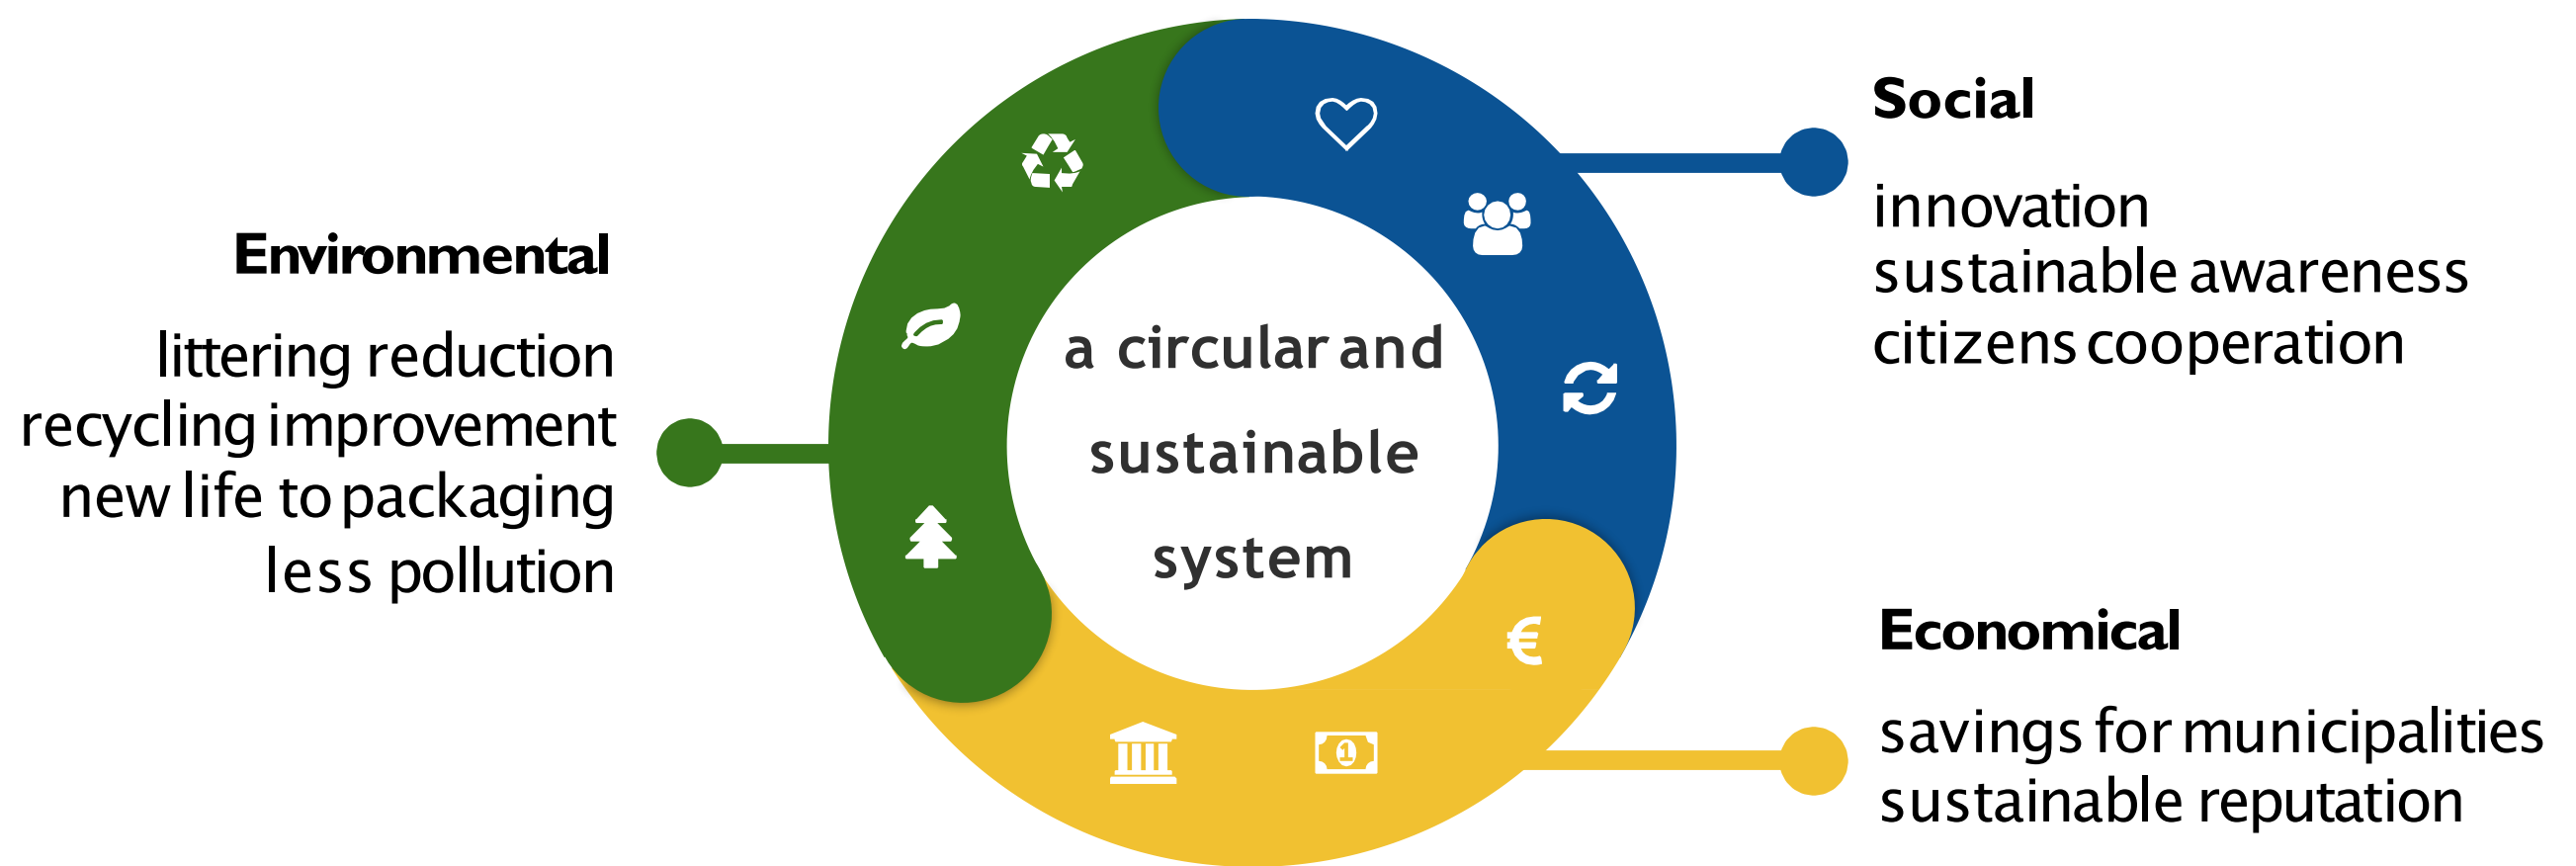 Environmental
littering reduction
recycling improvement
new life to packaging
less pollution
a circular and
sustainable
system
Social
innovation
sustainable awareness
citizens cooperation
€
1
Economical
savings for municipalities
sustainable reputation